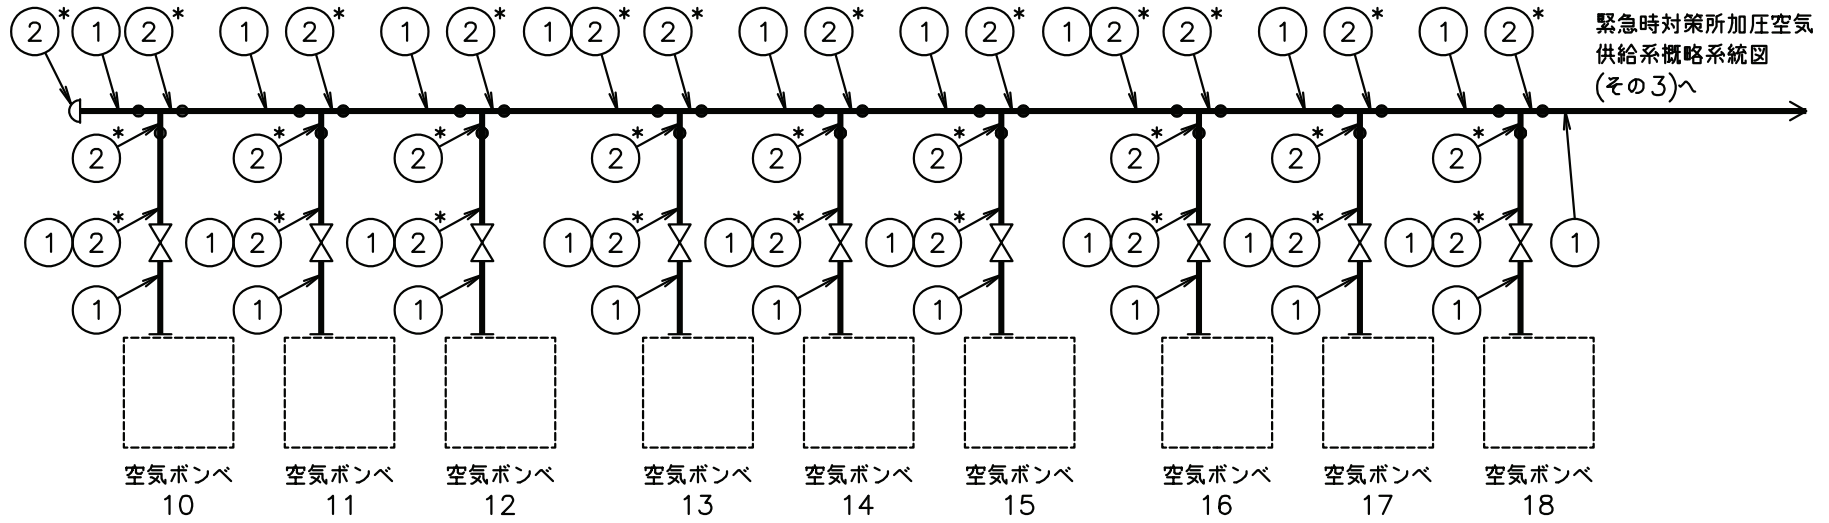 ② * ① ② * ① ② * ① ② * ① ② * ② * ① ② * ① ② * ① ② * ② * ① ② * ① ② *
緊急時対策所加圧空気
供給系概略系統図
(その3)へ
② * ② * ② * ② * ② * ② * ② * ② * ② *
① ② * ① ② * ① ② * ① ② * ① ② * ① ② * ① ② * ① ② * ① ② * ①
① ① ① ① ① ① ① ① ①
空気ボンベ 空気ボンベ 空気ボンベ 空気ボンベ 空気ボンベ 空気ボンベ 空気ボンベ 空気ボンベ 空気ボンベ
10 11 12 13 14 15 16 17 18